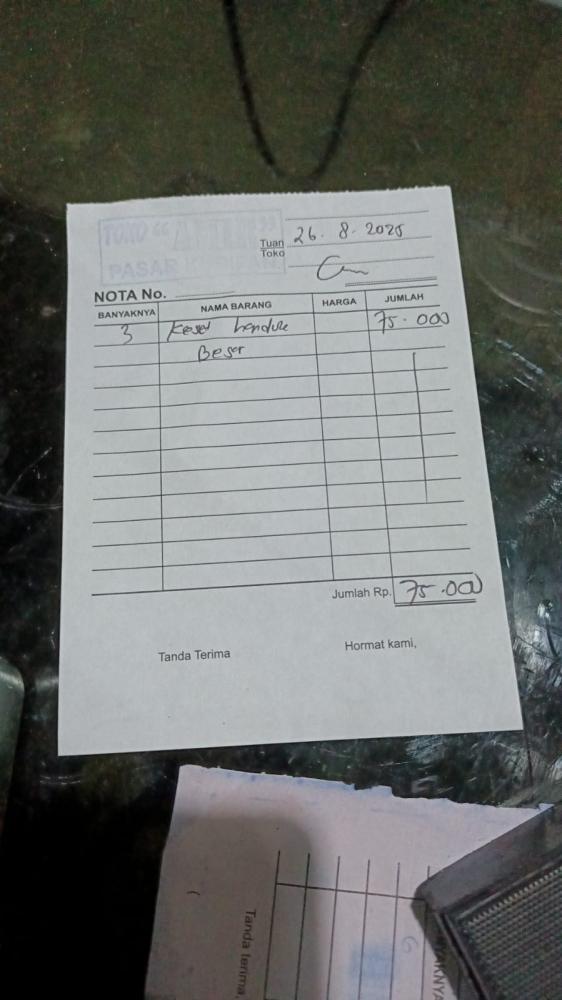 TOKO "
PASAR
26. 8. 2025
Tuan
Toko
NOTA No.
BANYAKNYA NAMA BARANG HARGA JUMLAH
3 Keset handuk 75.000
Besar
Jumlah Rp. 75.000
Tanda Terima Hormat kami,
Tanda terima,